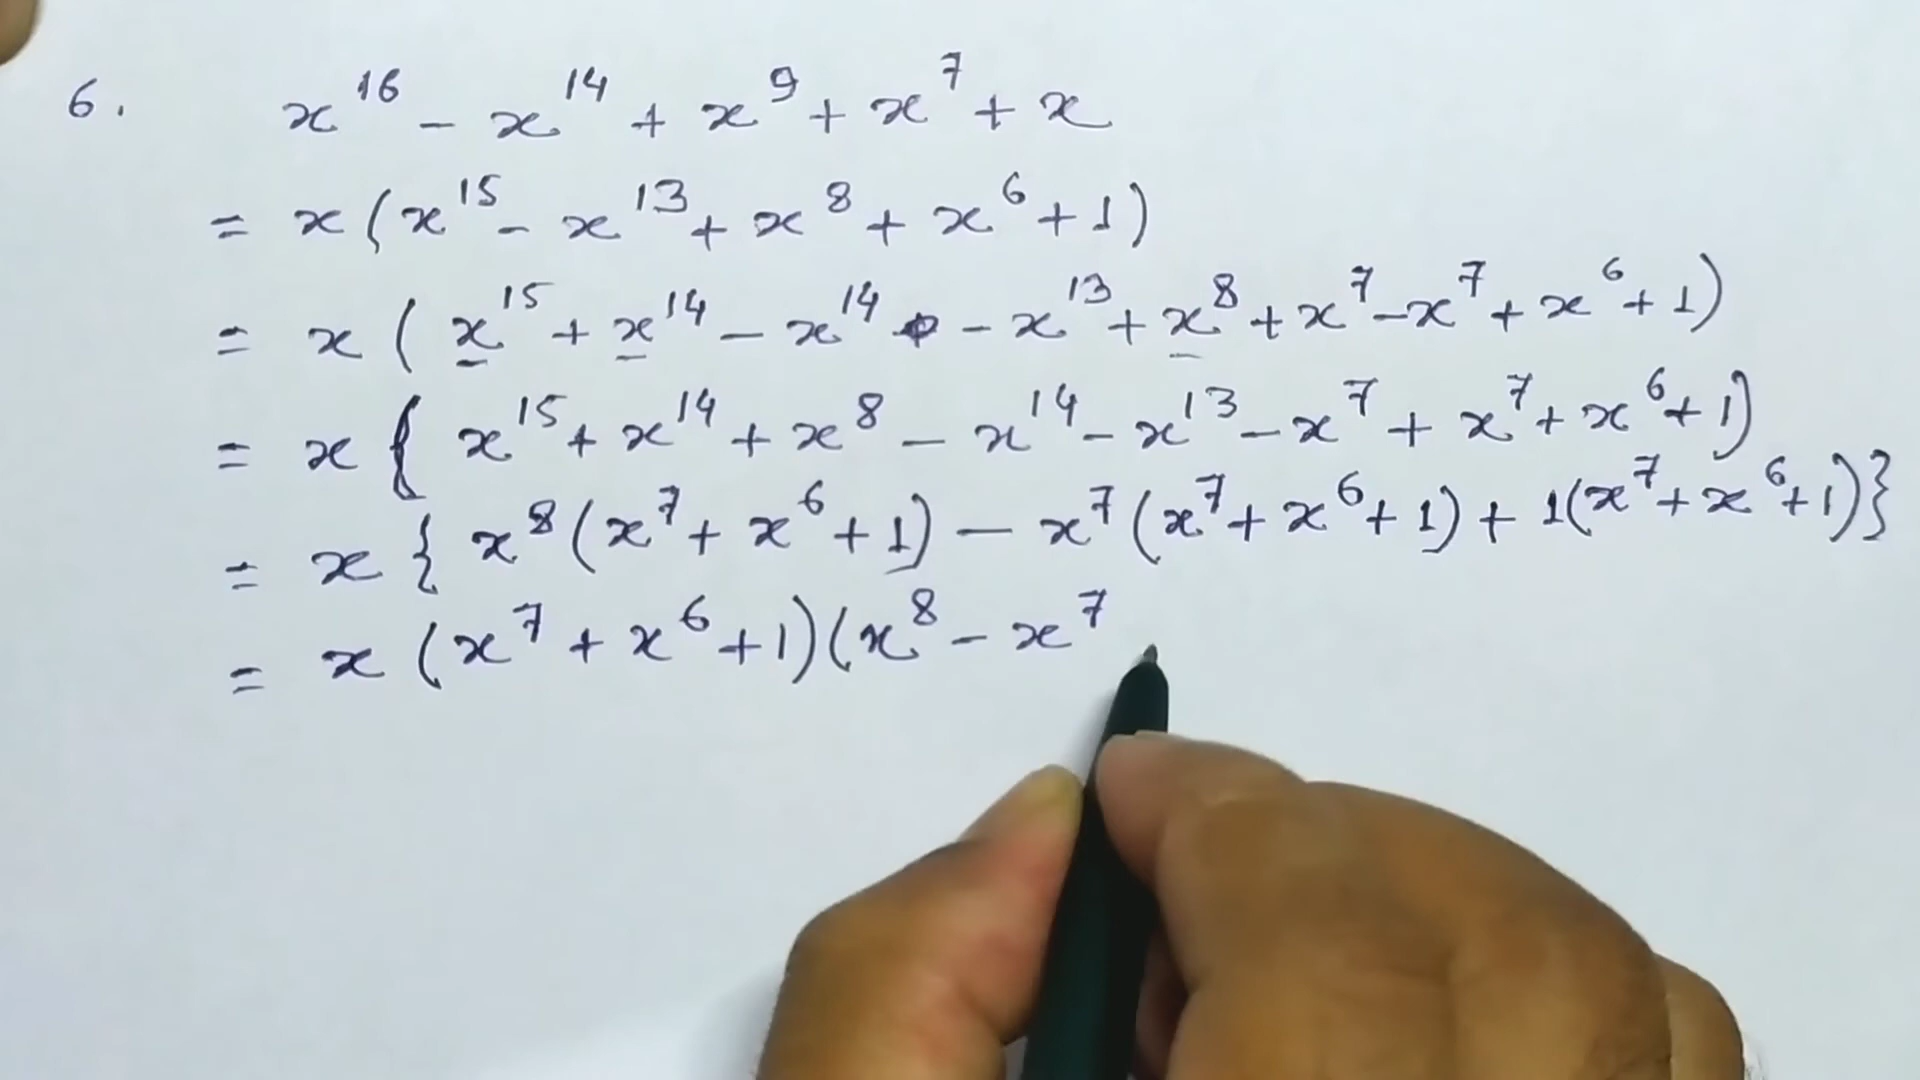 6. x^16 - x^14 + x^9 + x^7 + x
= x(x^15 - x^13 + x^8 + x^6 + 1)
= x(x^15 + x^14 - x^14 - x^13 + x^8 + x^7 - x^7 + x^6 + 1)
= x{x^15 + x^14 + x^8 - x^14 - x^13 - x^7 + x^7 + x^6 + 1)
= x{x^8(x^7 + x^6 + 1) - x^7(x^7 + x^6 + 1) + 1(x^7 + x^6 + 1)}
= x(x^7 + x^6 + 1)(x^8 - x^7